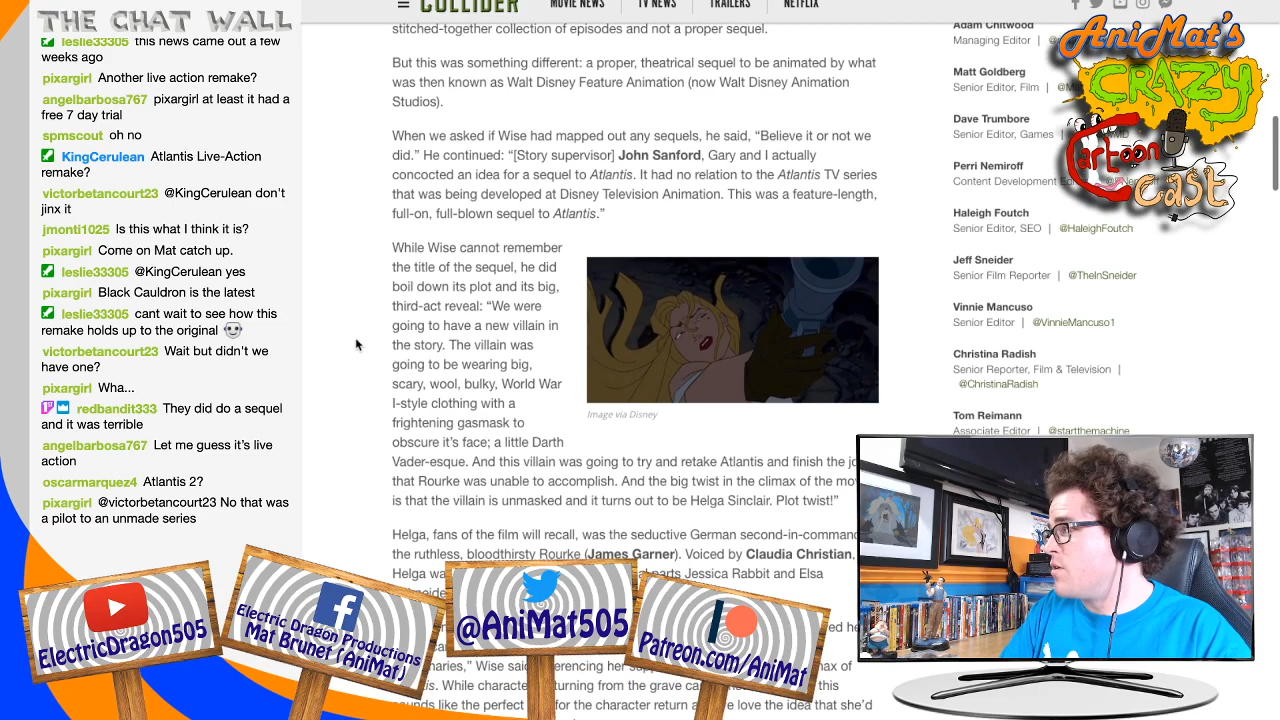 THE CHAT WALL
leslie33305 this news came out a few
weeks ago
pixargirl Another live action remake?
angelbarbosa767 pixargirl at least it had a
free 7 day trial
spmscout oh no
KingCerulean Atlantis Live-Action
remake?
victorbetancourt23 @KingCerulean don't
jinx it
jmonti1025 Is this what I think it is?
pixargirl Come on Mat catch up.
leslie33305 @KingCerulean yes
pixargirl Black Cauldron is the latest
leslie33305 cant wait to see how this
remake holds up to the original
victorbetancourt23 Wait but didn't we
have one?
pixargirl Wha...
redbandit333 They did do a sequel
and it was terrible
angelbarbosa767 Let me guess it's live
action
oscarmarquez4 Atlantis 2?
pixargirl @victorbetancourt23 No that was
a pilot to an unmade series
COLLIDER
MOVIE NEWS
TV NEWS
TRAILERS
NETFLIX
stitched-together collection of episodes and not a proper sequel.
But this was something different: a proper, theatrical sequel to be animated by what
was then known as Walt Disney Feature Animation (now Walt Disney Animation
Studios).
When we asked if Wise had mapped out any sequels, he said, “Believe it or not we
did.” He continued: “[Story supervisor] John Sanford, Gary and I actually
concocted an idea for a sequel to Atlantis. It had no relation to the Atlantis TV series
that was being developed at Disney Television Animation. This was a feature-length,
full-on, full-blown sequel to Atlantis.”
While Wise cannot remember
the title of the sequel, he did
boil down its plot and its big,
third-act reveal: “We were
going to have a new villain in
the story. The villain was
going to be wearing big,
scary, wool, bulky, World War
I-style clothing with a
frightening gasmask to
obscure it's face; a little Darth
Image via Disney
Vader-esque. And this villain was going to try and retake Atlantis and finish the
that Rourke was unable to accomplish. And the big twist in the climax of the
is that the villain is unmasked and it turns out to be Helga Sinclair. Plot twist!”
Helga, fans of the film will recall, was the seductive German second-in-command
the ruthless, bloodthirsty Rourke (James Garner). Voiced by Claudia Christian,
Helga parts Jessica Rabbit and Elsa
Wise
of
While turning from the grave this
like the perfect for the character return love the idea that she'd
Adam Chitwood
Managing Editor |
Matt Goldberg
Senior Editor, Film |
Dave Trumbore
Senior Editor, Games |
Perri Nemiroff
Content Development
Haleigh Foutch
Senior Editor, SEO | @HaleighFoutch
Jeff Sneider
Senior Film Reporter | @TheInSneider
Vinnie Mancuso
Senior Editor | @VinnieMancuso1
Christina Radish
Senior Reporter, Film & Television |
@ChristinaRadish
Tom Reimann
Associate Editor | @startthemachine
AniMat's
CRAZY
Cartoon
Cast
ElectricDragon505
Electric Dragon Productions
Mat Brunet (AniMat)
@AniMat505
Patreon.com/AniMat